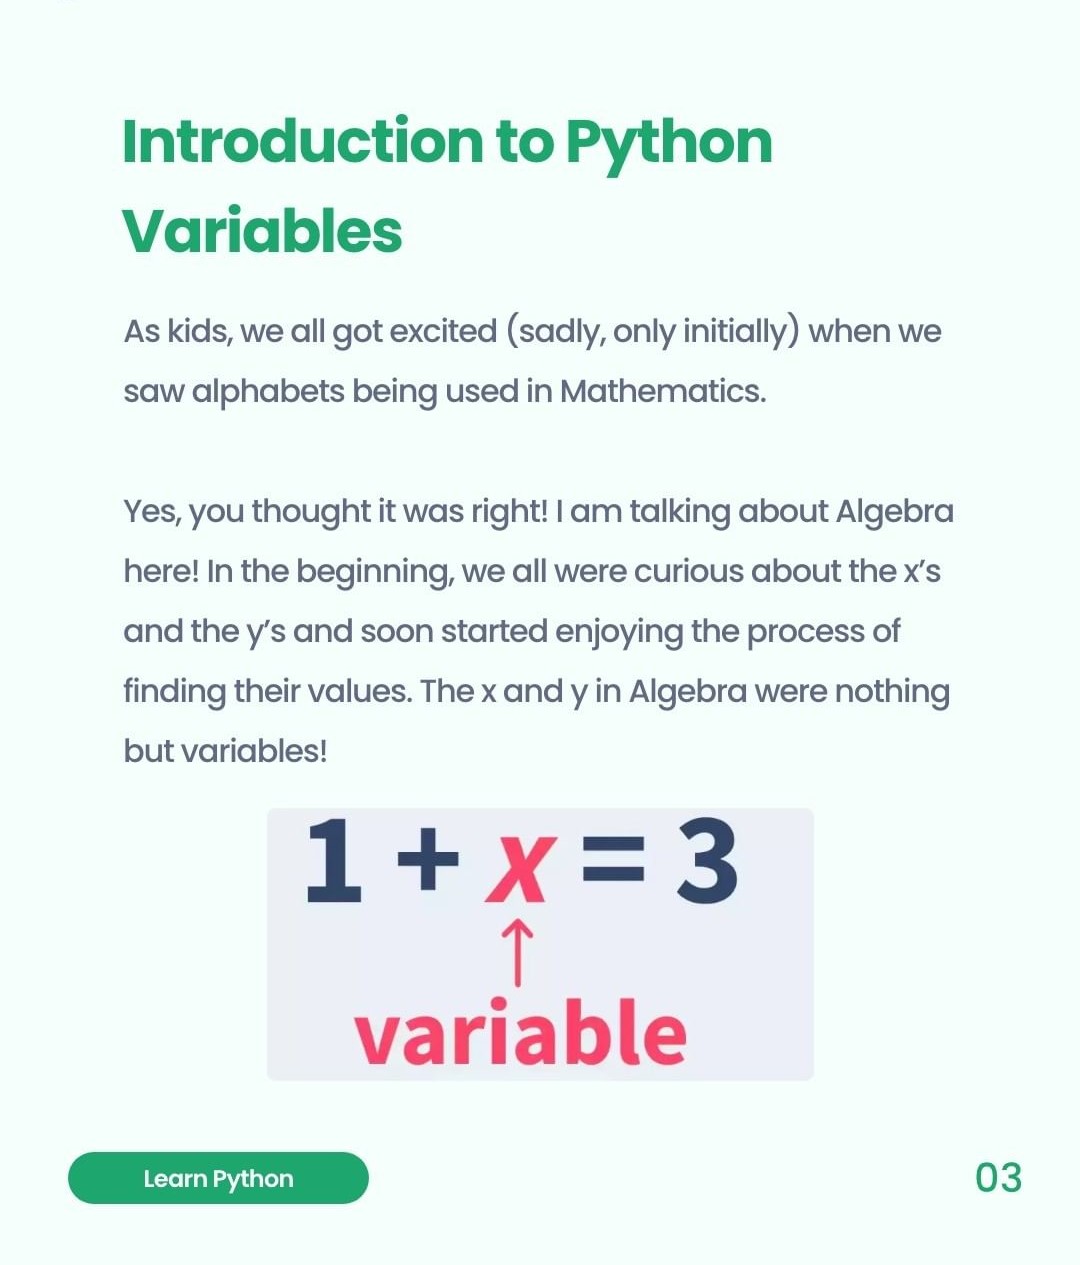 Introduction to Python
Variables
As kids, we all got excited (sadly, only initially) when we
saw alphabets being used in Mathematics.
Yes, you thought it was right! I am talking about Algebra
here! In the beginning, we all were curious about the x’s
and the y’s and soon started enjoying the process of
finding their values. The x and y in Algebra were nothing
but variables!
1 + x = 3
variable
Learn Python
03